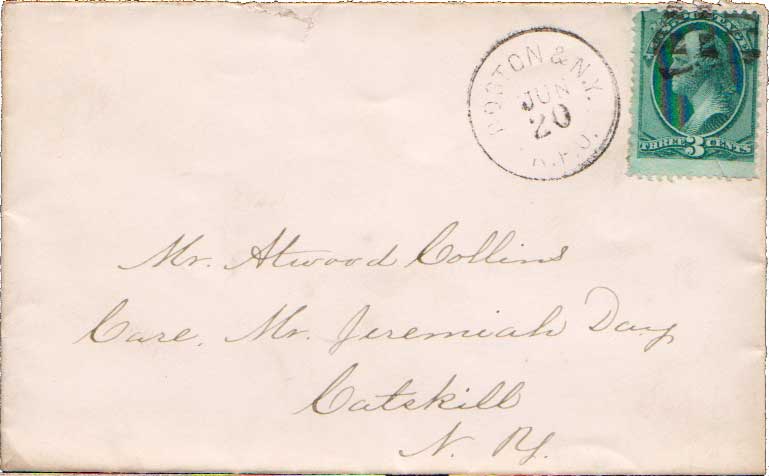 BOSTON & N.Y.
JUN
20
R.P.O.
THREE 3 CENTS
Mr. Atwood Collins
Care, Mr. Jeremiah Day
Catskill
N. Y.